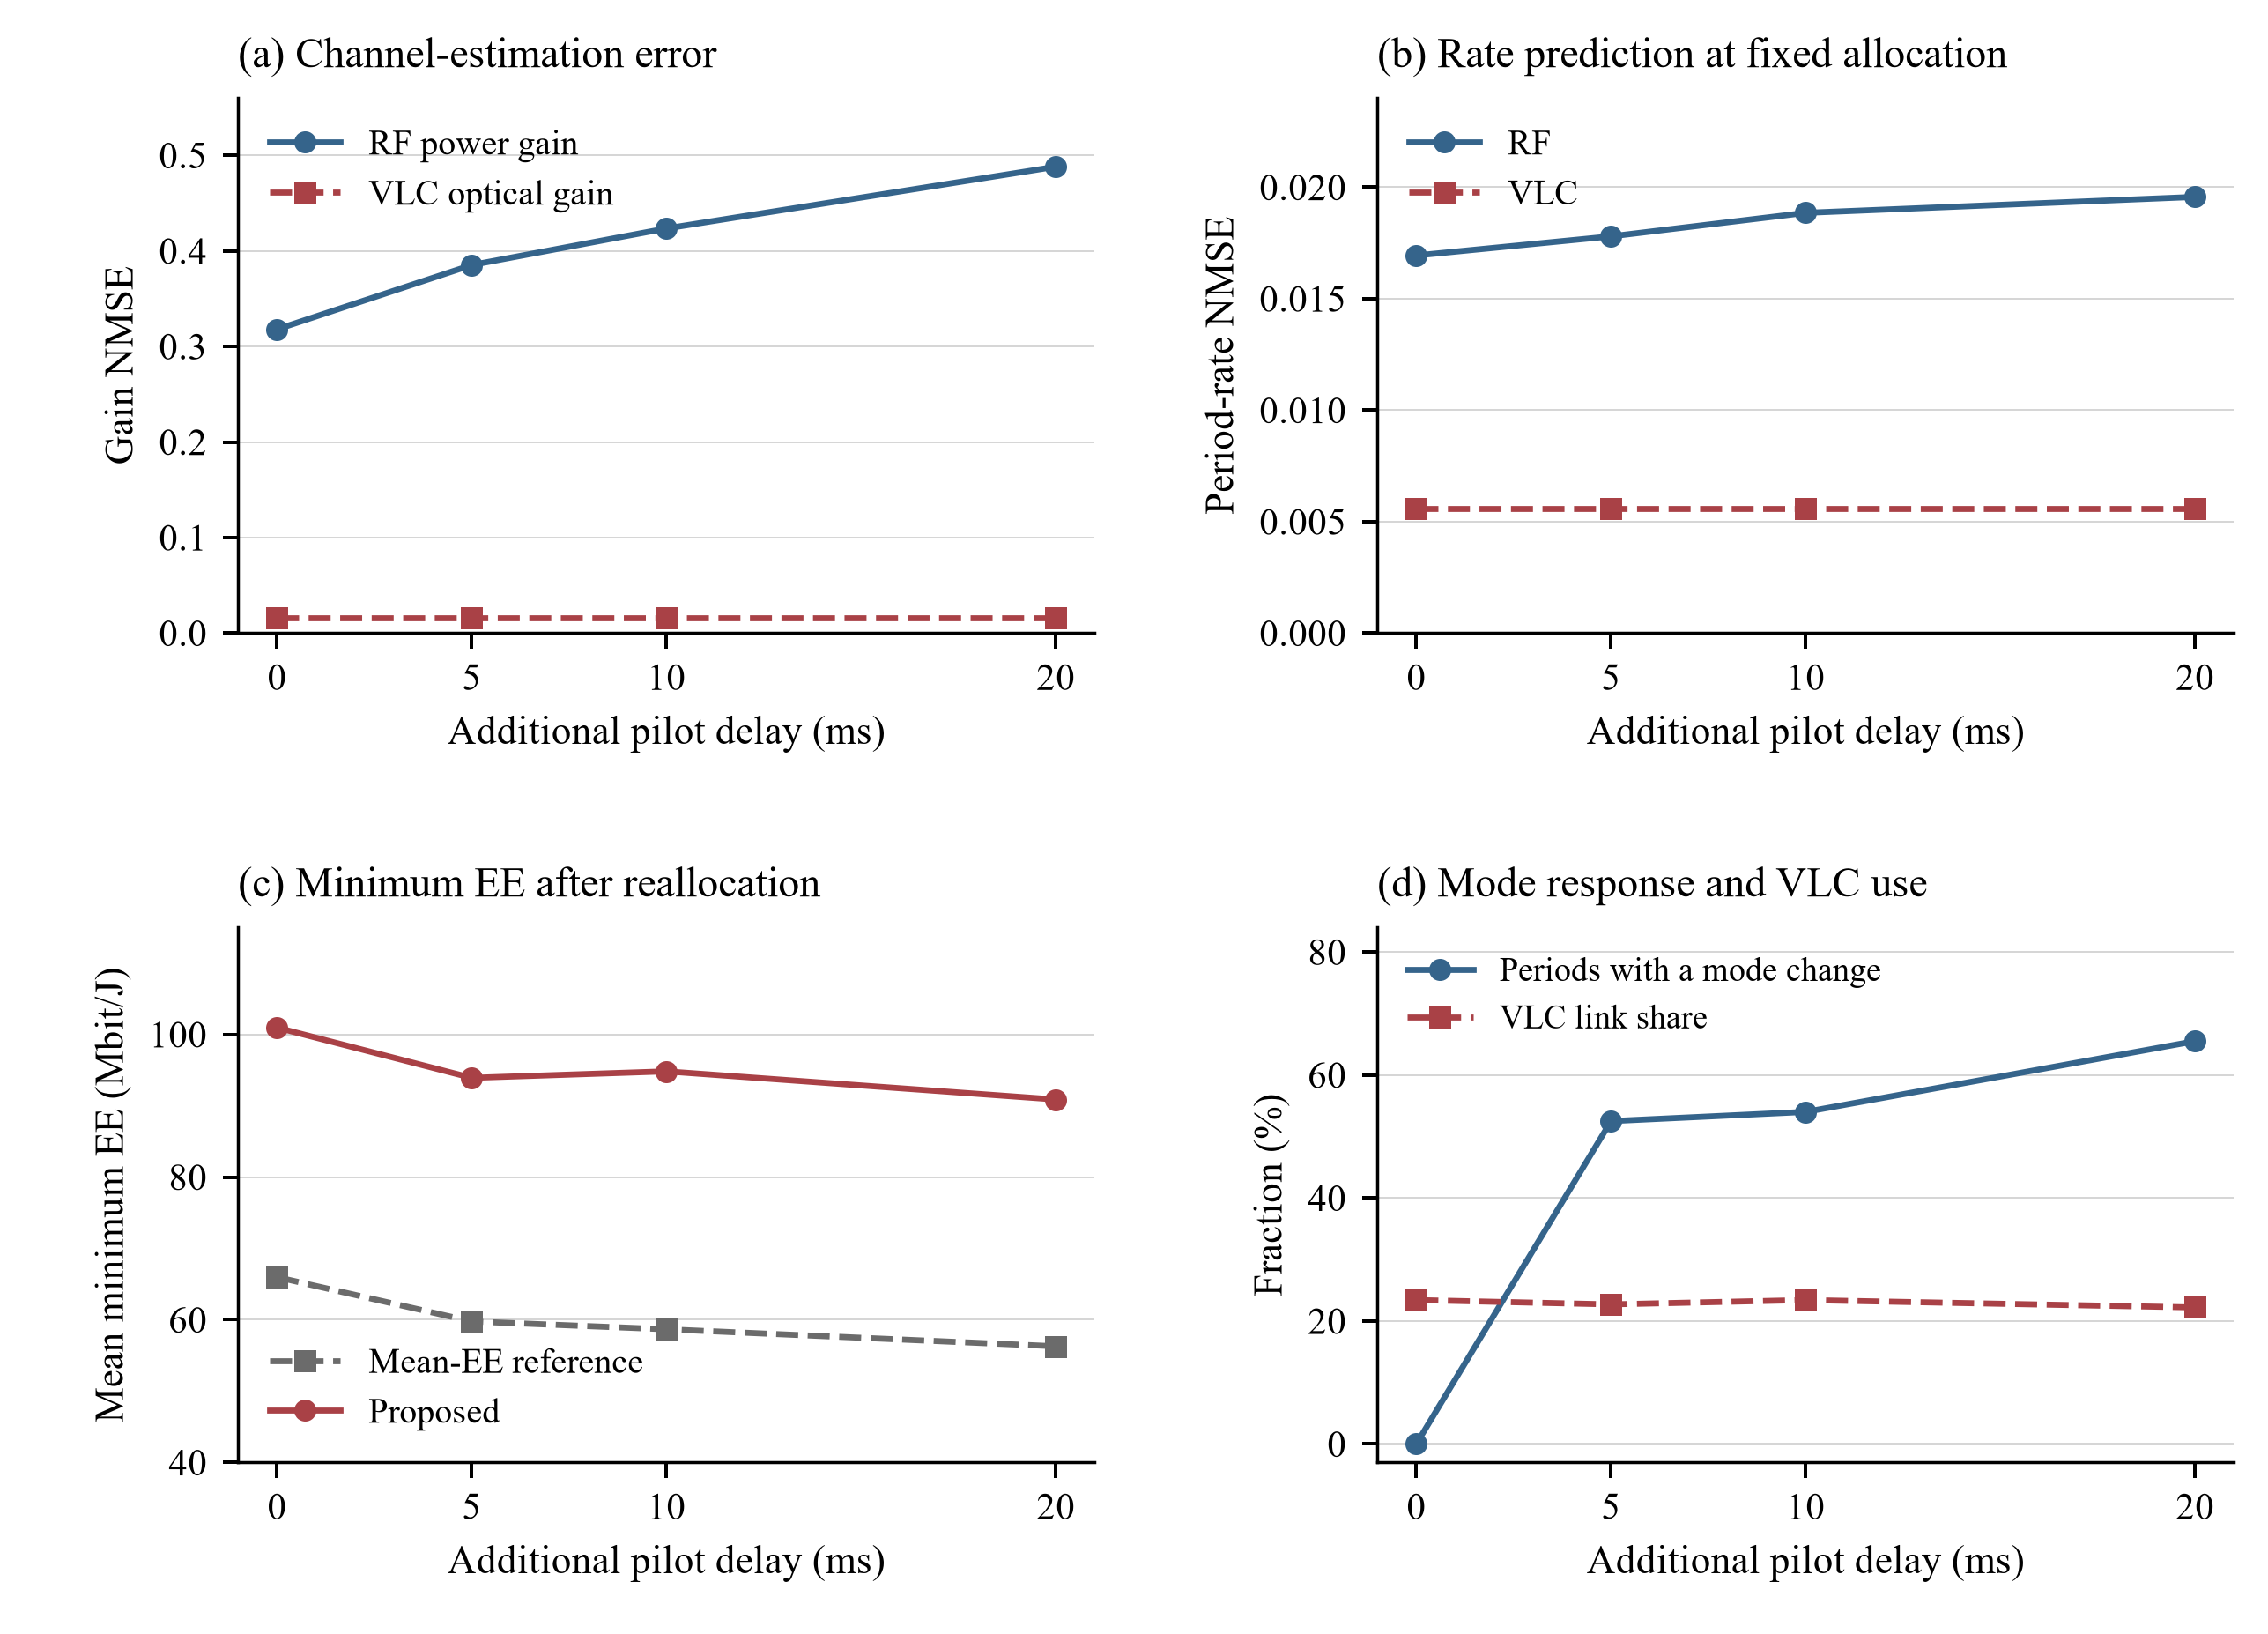 (a) Channel-estimation error
RF power gain
VLC optical gain
Gain NMSE
0.5
0.4
0.3
0.2
0.1
0.0
0
5
10
20
Additional pilot delay (ms)
(b) Rate prediction at fixed allocation
RF
VLC
Period-rate NMSE
0.020
0.015
0.010
0.005
0.000
0
5
10
20
Additional pilot delay (ms)
(c) Minimum EE after reallocation
Mean minimum EE (Mbit/J)
100
80
60
40
Mean-EE reference
Proposed
0
5
10
20
Additional pilot delay (ms)
(d) Mode response and VLC use
Periods with a mode change
VLC link share
Fraction (%)
80
60
40
20
0
0
5
10
20
Additional pilot delay (ms)